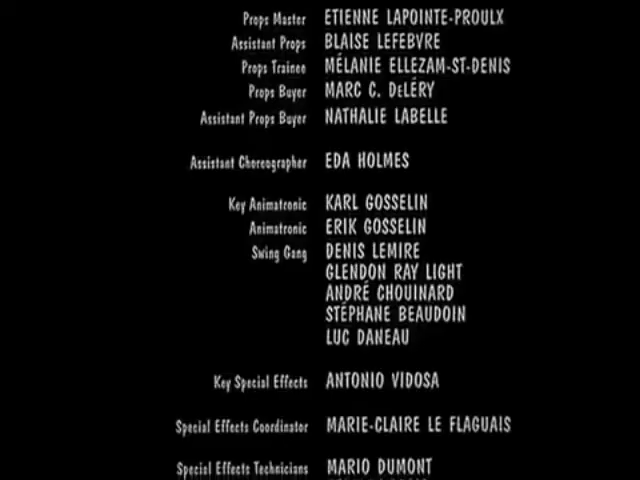 Props Master ETIENNE LAPOINTE-PROULX
Assistant Props BLAISE LEFEBVRE
Props Trainee MÉLANIE ELLEZAM-ST-DENIS
Props Buyer MARC C. DeLÉRY
Assistant Props Buyer NATHALIE LABELLE
Assistant Choreographer EDA HOLMES
Key Animatronic KARL GOSSELIN
Animatronic ERIK GOSSELIN
Swing Gang DENIS LEMIRE
GLENDON RAY LIGHT
ANDRÉ CHOUINARD
STÉPHANE BEAUDOIN
LUC DANEAU
Key Special Effects ANTONIO VIDOSA
Special Effects Coordinator MARIE-CLAIRE LE FLAGUAIS
Special Effects Technicians MARIO DUMONT